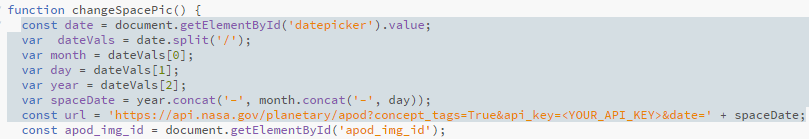 function changeSpacePic() {
const date = document.getElementById('datepicker').value;
var dateVals = date.split('/');
var month = dateVals[0];
var day = dateVals[1];
var year = dateVals[2];
var spaceDate = year.concat('-', month.concat('-', day));
const url = 'https://api.nasa.gov/planetary/apod?concept_tags=True&api_key=<YOUR_API_KEY>&date=' + spaceDate;
const apod_img_id = document.getElementById('apod_img_id');